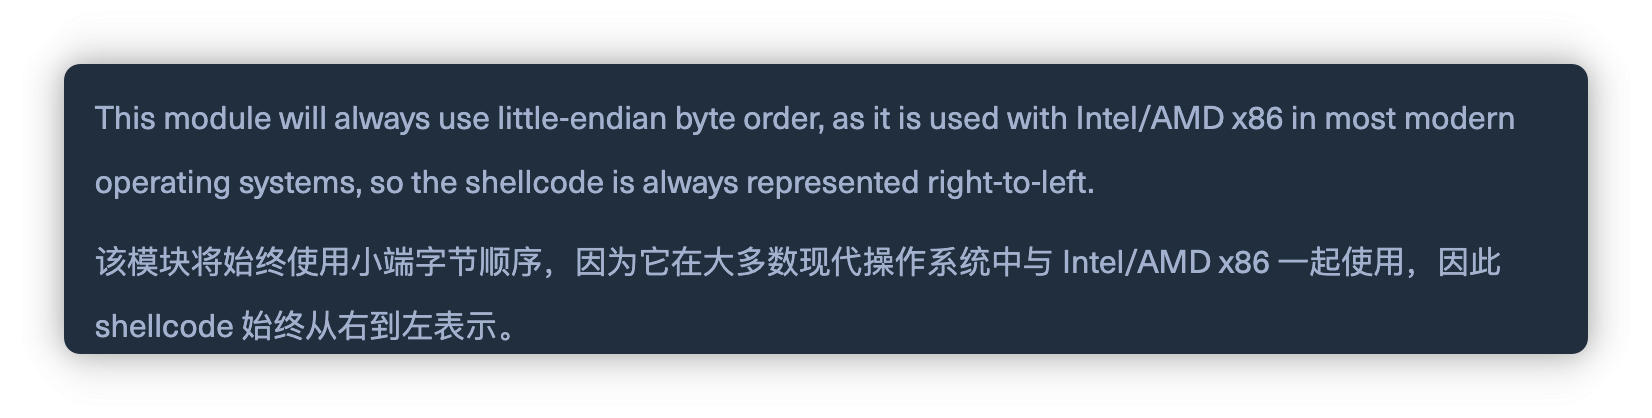 This module will always use little-endian byte order, as it is used with Intel/AMD x86 in most modern
operating systems, so the shellcode is always represented right-to-left.
该模块将始终使用小端字节顺序，因为它在大多数现代操作系统中与 Intel/AMD x86 一起使用，因此
shellcode 始终从右到左表示。